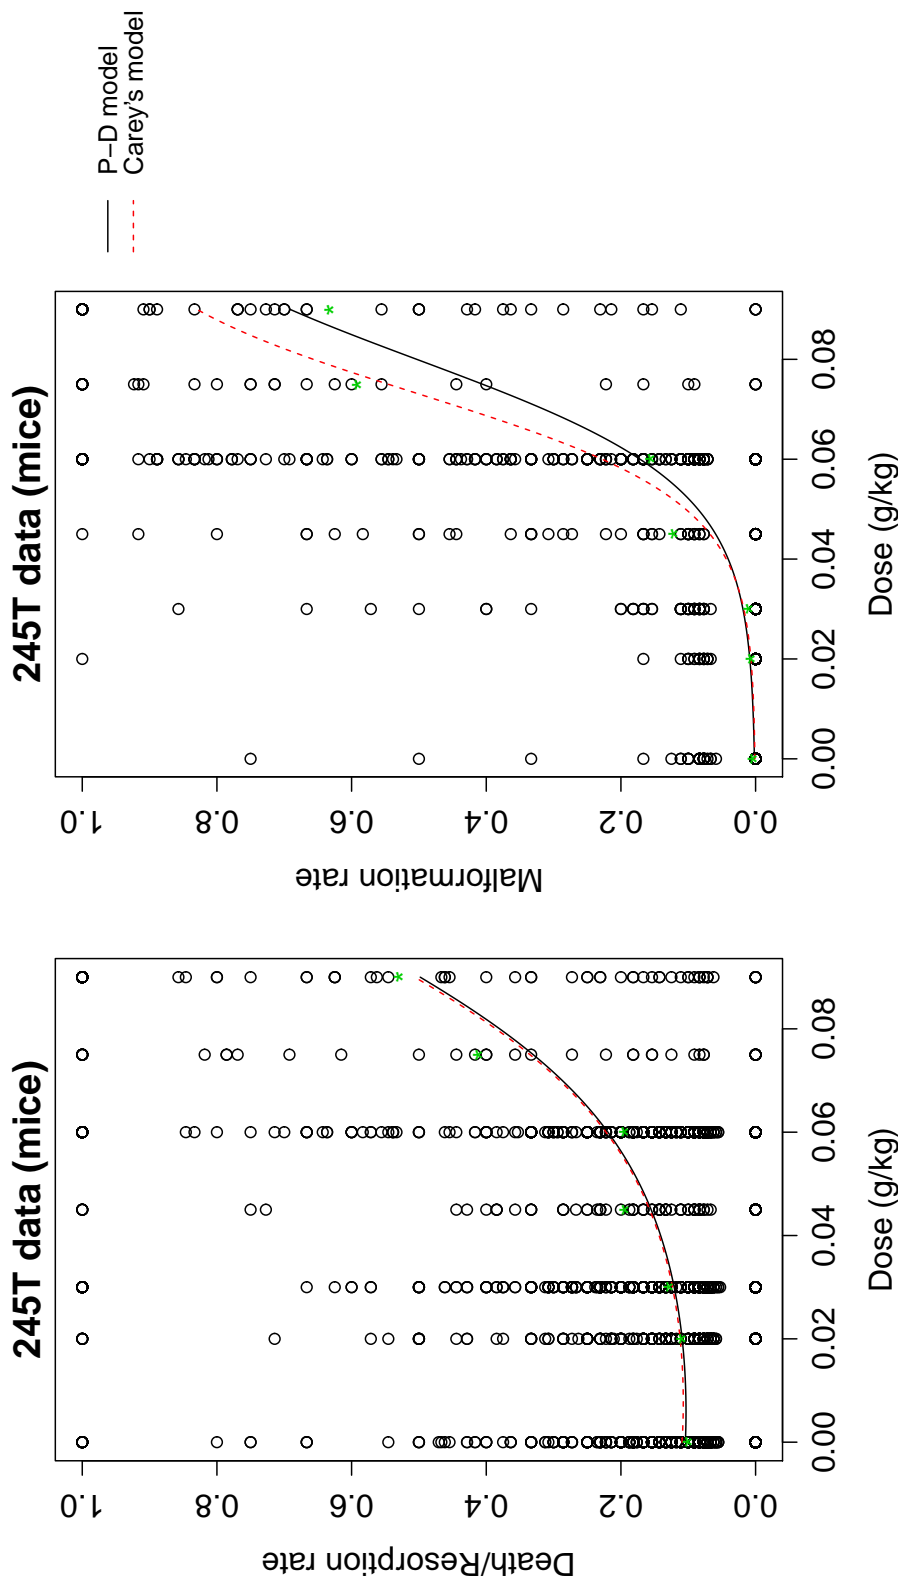 245T data (mice)
Death/Resorption rate
1.0
0.8
0.6
0.4
0.2
0.0
0.00
0.02
0.04
0.06
0.08
Dose (g/kg)
245T data (mice)
Malformation rate
1.0
0.8
0.6
0.4
0.2
0.0
0.00
0.02
0.04
0.06
0.08
Dose (g/kg)
P–D model
Carey's model